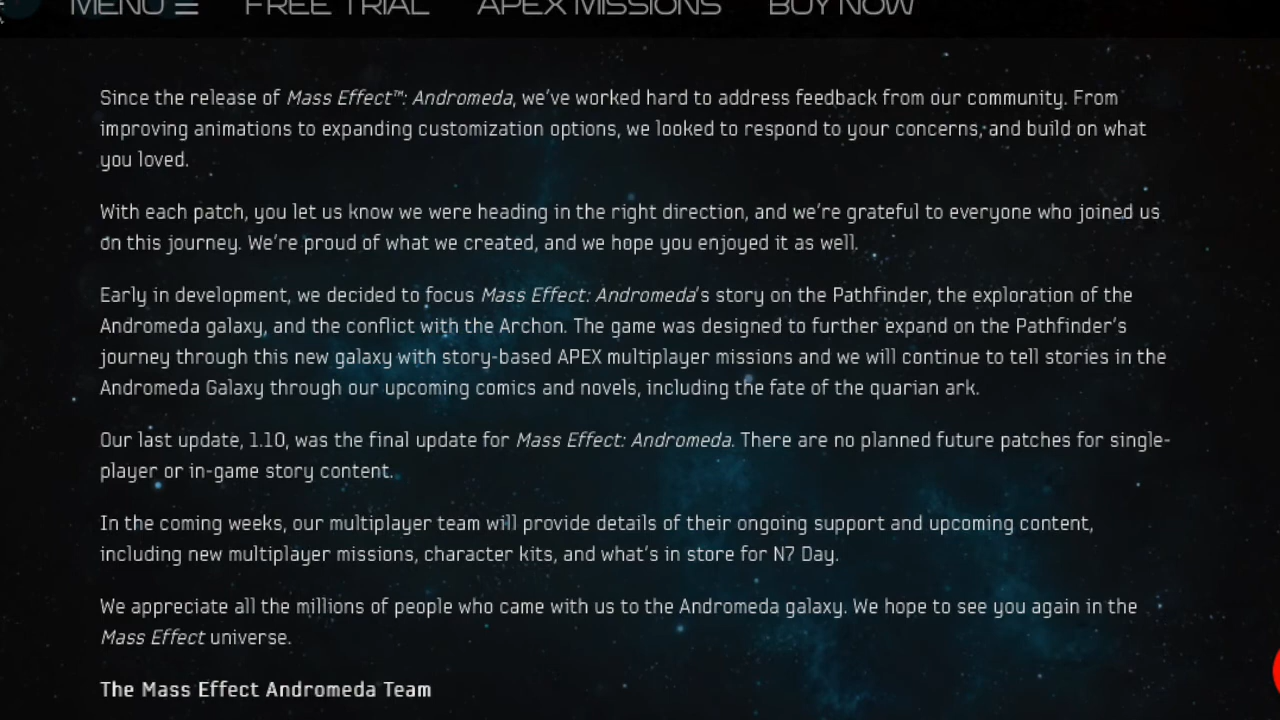 MENU ☰ FREE TRIAL APEX MISSIONS BUY NOW
Since the release of Mass Effect™: Andromeda, we've worked hard to address feedback from our community. From
improving animations to expanding customization options, we looked to respond to your concerns, and build on what
you loved.
With each patch, you let us know we were heading in the right direction, and we're grateful to everyone who joined us
on this journey. We're proud of what we created, and we hope you enjoyed it as well.
Early in development, we decided to focus Mass Effect: Andromeda's story on the Pathfinder, the exploration of the
Andromeda galaxy, and the conflict with the Archon. The game was designed to further expand on the Pathfinder's
journey through this new galaxy with story-based APEX multiplayer missions and we will continue to tell stories in the
Andromeda Galaxy through our upcoming comics and novels, including the fate of the quarian ark.
Our last update, 1.10, was the final update for Mass Effect: Andromeda. There are no planned future patches for single-
player or in-game story content.
In the coming weeks, our multiplayer team will provide details of their ongoing support and upcoming content,
including new multiplayer missions, character kits, and what's in store for N7 Day.
We appreciate all the millions of people who came with us to the Andromeda galaxy. We hope to see you again in the
Mass Effect universe.
The Mass Effect Andromeda Team